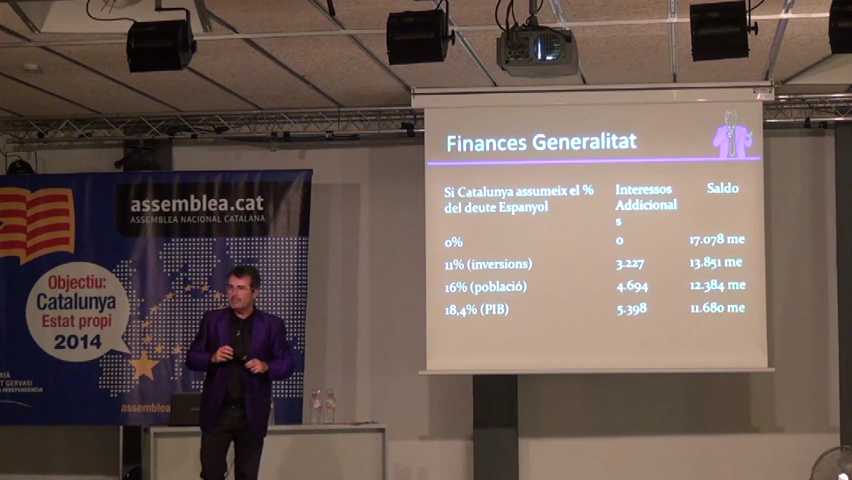 assemblea.cat
ASSEMBLEA NACIONAL CATALANA
Objectiu:
Catalunya
Estat propi
2014
T GERVASI
assemblea
Finances Generalitat
Si Catalunya assumeix el %
del deute Espanyol
Interessos
Addicional
s
Saldo
0%
0
17.078 me
11% (inversions)
3.227
13.851 me
16% (població)
4.694
12.384 me
18,4% (PIB)
5.398
11.680 me